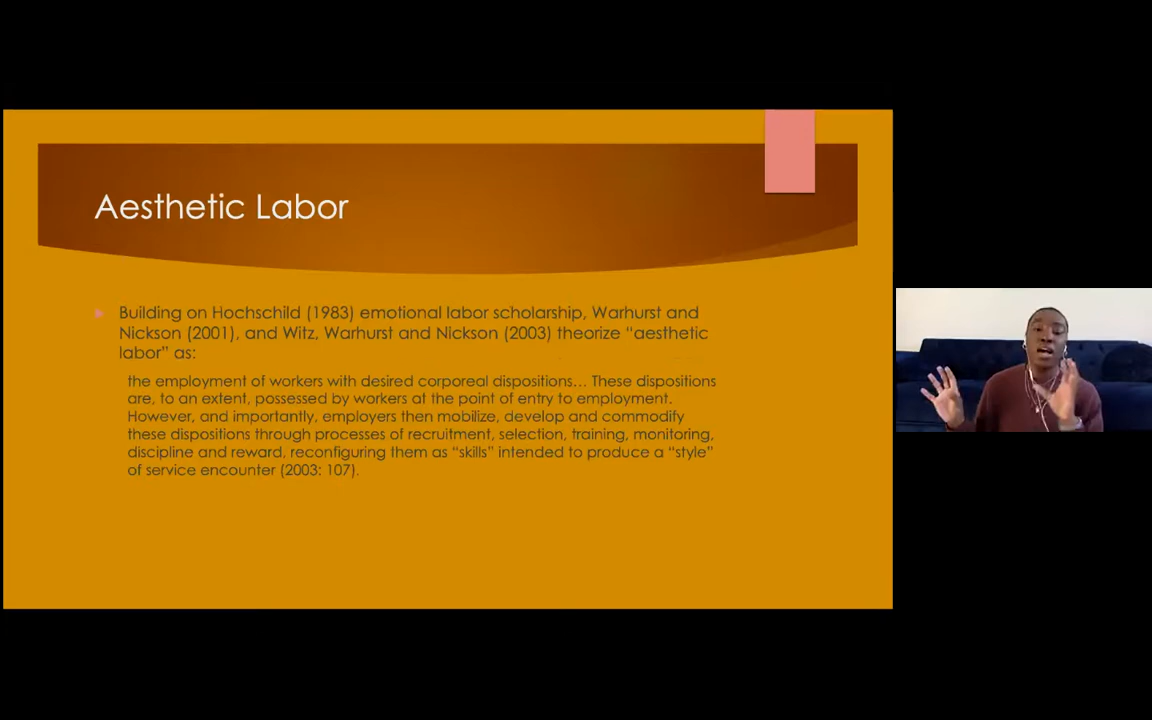 Aesthetic Labor
Building on Hochschild (1983) emotional labor scholarship, Warhurst and
Nickson (2001), and Witz, Warhurst and Nickson (2003) theorize “aesthetic
labor” as:
the employment of workers with desired corporeal dispositions… These dispositions
are, to an extent, possessed by workers at the point of entry to employment.
However, and importantly, employers then mobilize, develop and commodify
these dispositions through processes of recruitment, selection, training, monitoring,
discipline and reward, reconfiguring them as “skills” intended to produce a “style”
of service encounter (2003: 107).